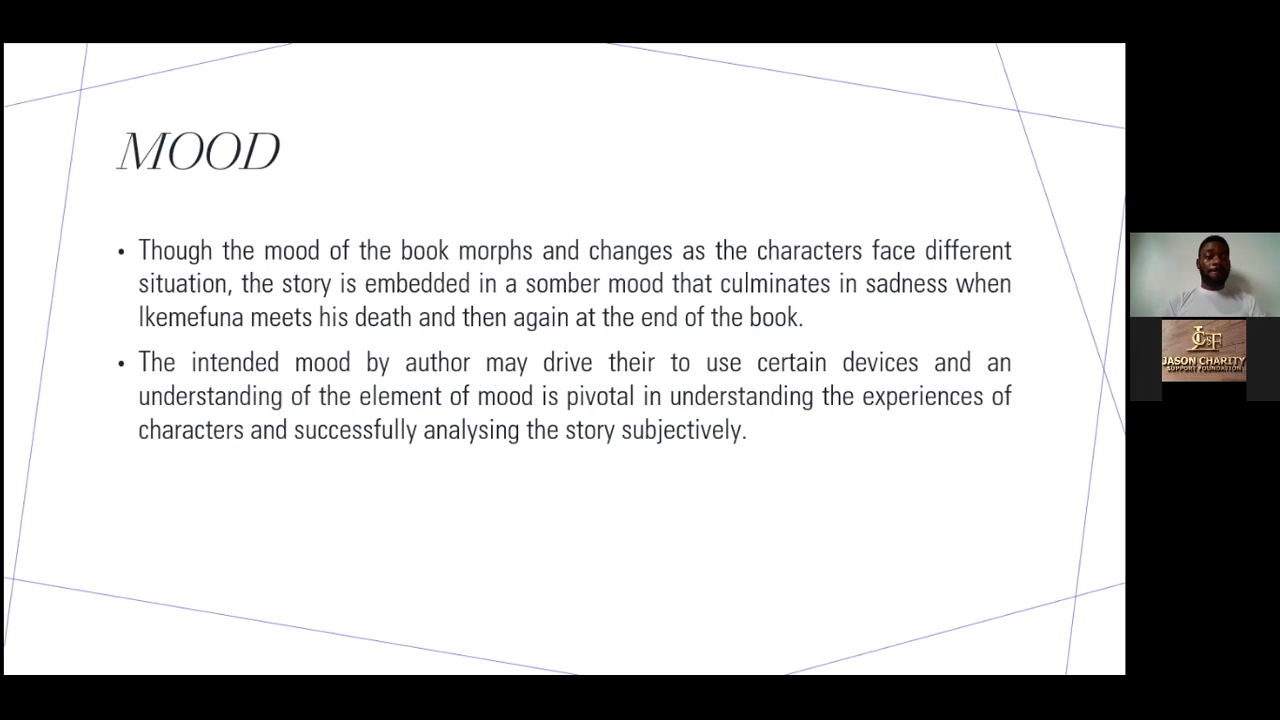 MOOD
• Though the mood of the book morphs and changes as the characters face different
situation, the story is embedded in a somber mood that culminates in sadness when
Ikemefuna meets his death and then again at the end of the book.
• The intended mood by author may drive their to use certain devices and an
understanding of the element of mood is pivotal in understanding the experiences of
characters and successfully analysing the story subjectively.
JCSF
JASON CHARITY
SUPPORT FOUNDATION